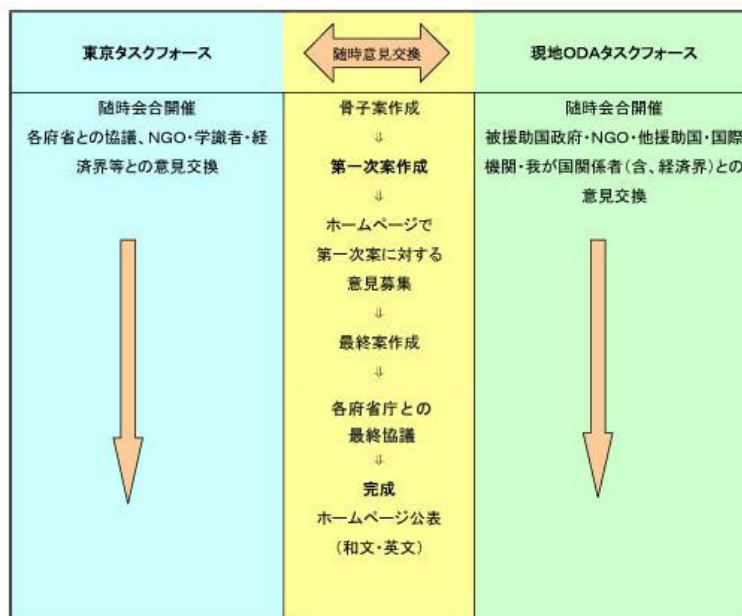 東京タスクフォース
随時意見交換
現地ODAタスクフォース
随時会合開催
各府省との協議、NGO・学識者・経
済界等との意見交換
骨子案作成
⇓
第一次案作成
⇓
ホームページで
第一次案に対する
意見募集
⇓
最終案作成
⇓
各府省庁との
最終協議
⇓
完成
ホームページ公表
(和文・英文)
随時会合開催
被援助国政府・NGO・他援助国・国際
機関・我が国関係者(含、経済界)との
意見交換